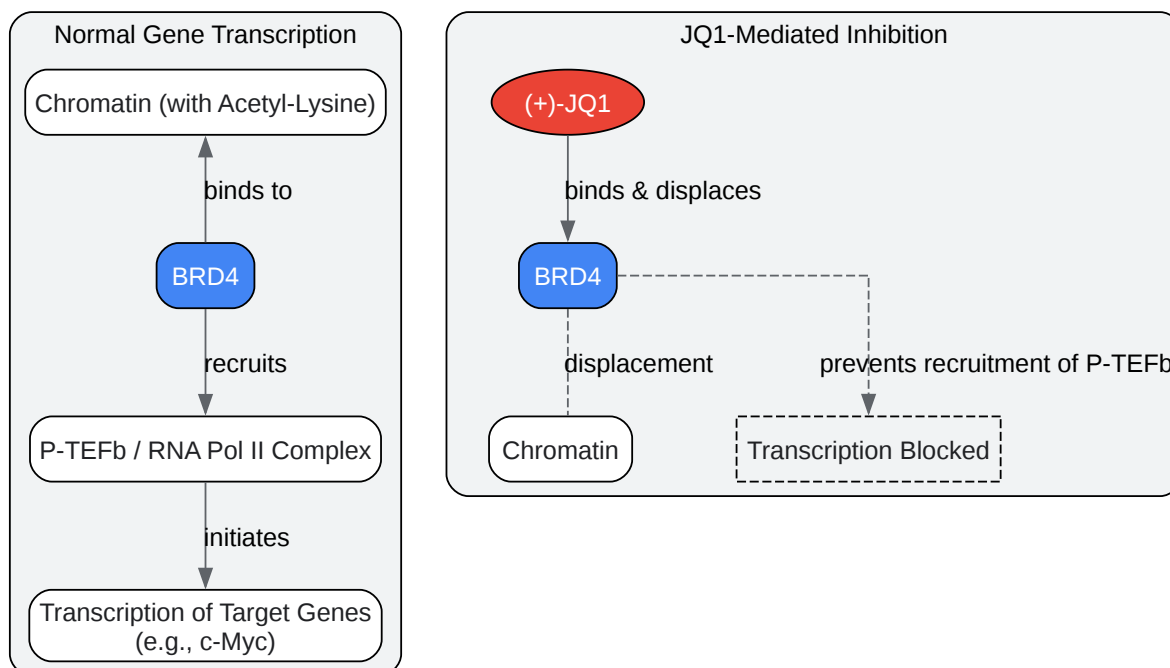 Normal Gene Transcription
Chromatin (with Acetyl-Lysine)
binds to
BRD4
recruits
P-TEFb / RNA Pol II Complex
initiates
Transcription of Target Genes
(e.g., c-Myc)
JQ1-Mediated Inhibition
(+)-JQ1
binds & displaces
BRD4
displacement
prevents recruitment of P-TEFb
Chromatin
Transcription Blocked